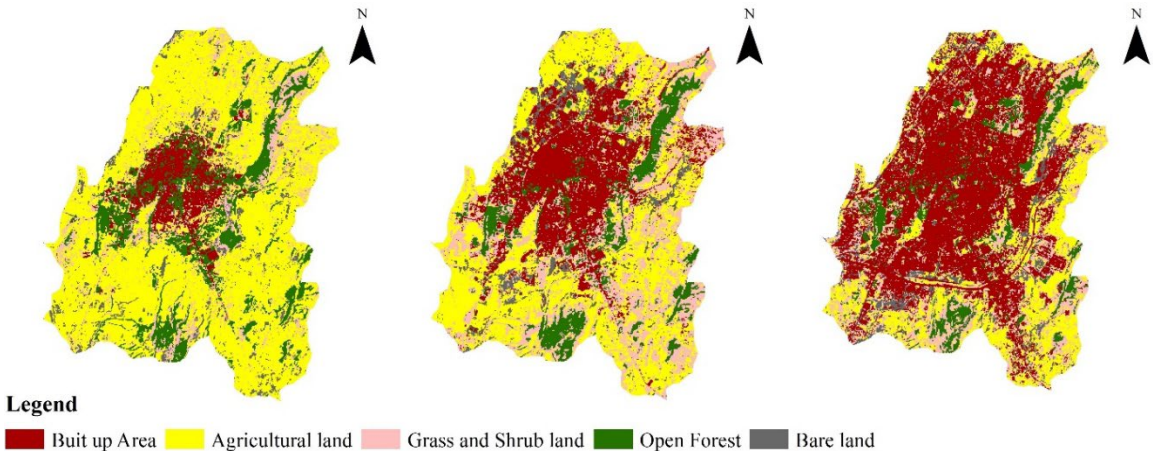 N N N
Legend
Buit up Area Agricultural land Grass and Shrub land Open Forest Bare land